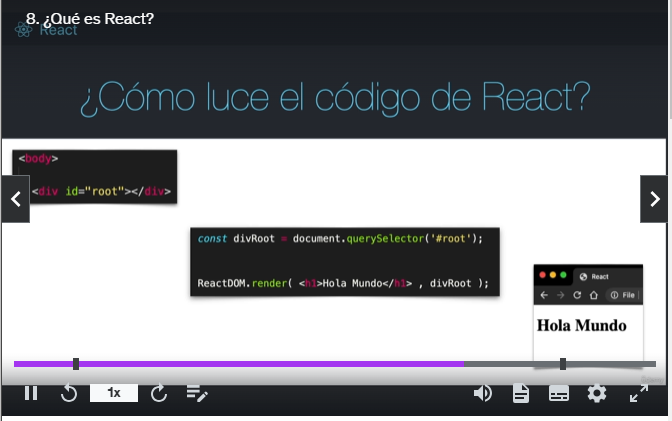 8. ¿Qué es React?
React
¿Cómo luce el código de React?
<body>
<div id="root"></div>
const divRoot = document.querySelector('#root');
ReactDOM.render( <h1>Hola Mundo</h1> , divRoot );
React
File
Hola Mundo
1x